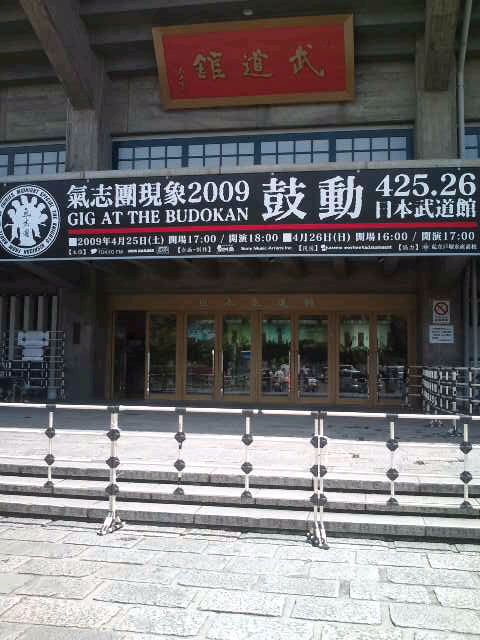 武道館
氣志團現象2009
GIG AT THE BUDOKAN
鼓動
425.26
日本武道館
■2009年4月25日(土) 開場17:00 / 開演18:00 ■4月26日(日) 開場16:00 / 開演17:00